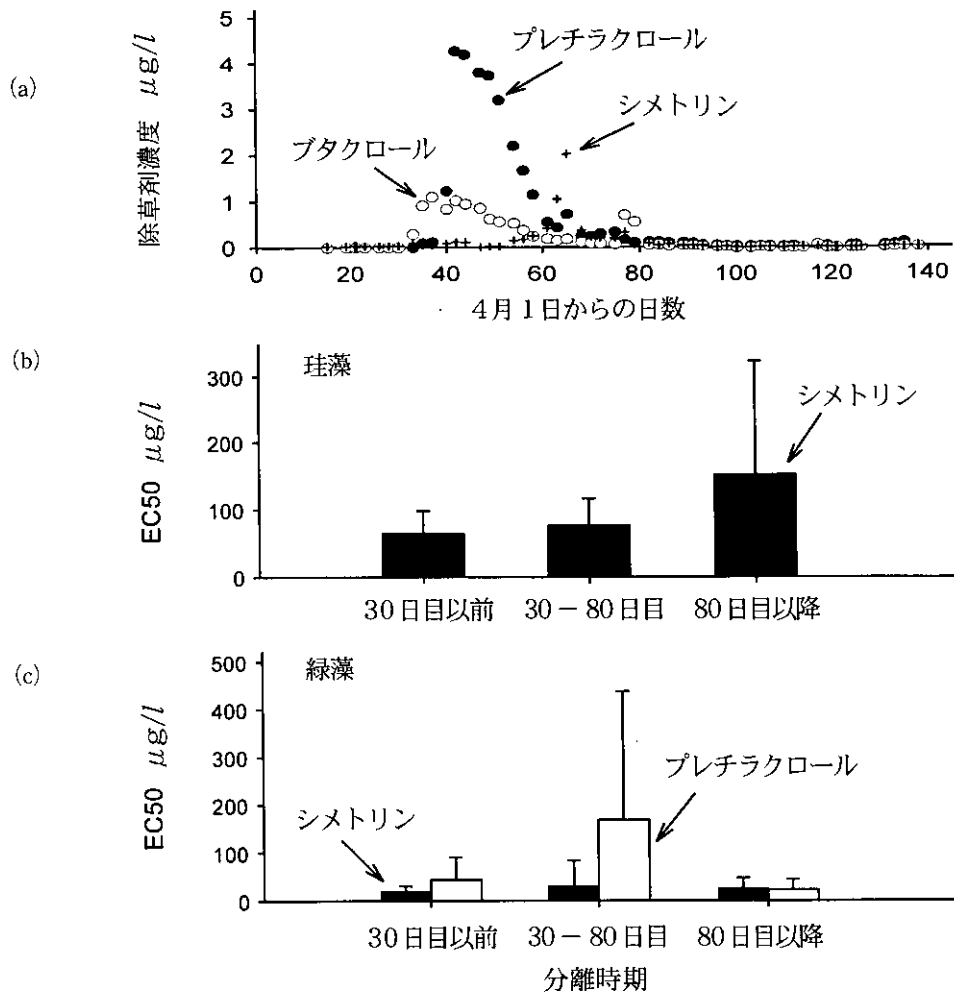 (a)
除草剤濃度 μg/l
5
4
3
2
1
0
プレチラクロール
シメトリン
ブタクロール
0 20 40 60 80 100 120 140
4月1日からの日数
(b)
EC50 μg/l
300
200
100
0
珪藻
シメトリン
30日目以前 30−80日目 80日目以降
(c)
EC50 μg/l
500
400
300
200
100
0
緑藻
プレチラクロール
シメトリン
30日目以前 30−80日目 80日目以降
分離時期